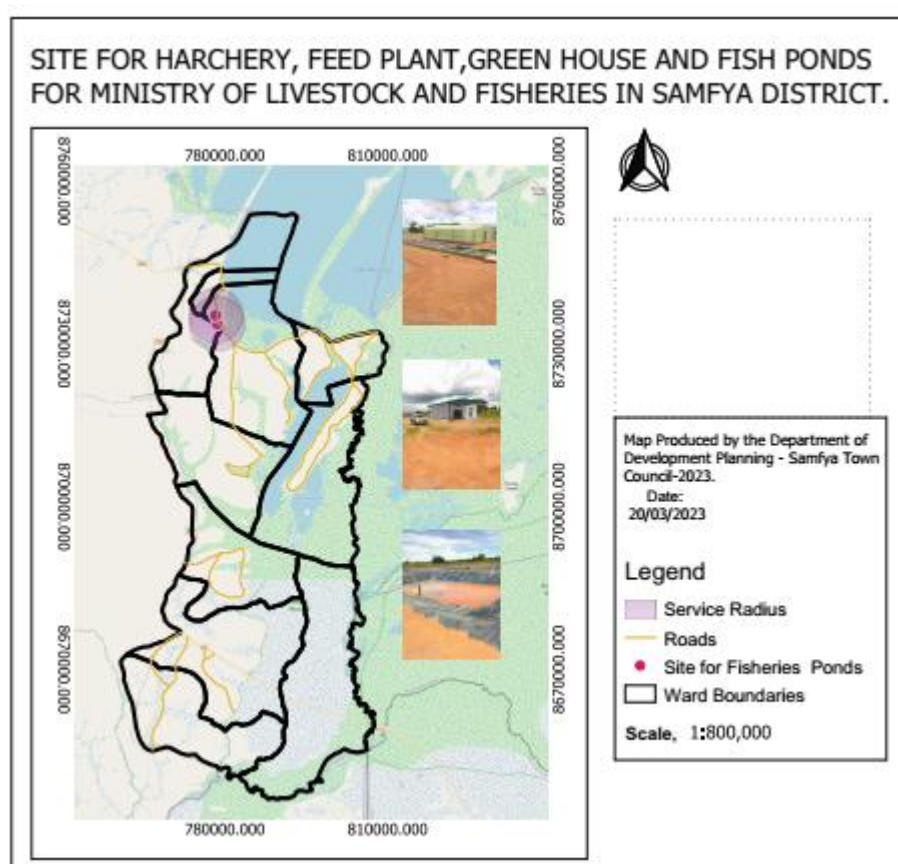 SITE FOR HARCHERY, FEED PLANT,GREEN HOUSE AND FISH PONDS
FOR MINISTRY OF LIVESTOCK AND FISHERIES IN SAMFYA DISTRICT.
780000.000
810000.000
8760000.000
8730000.000
8700000.000
8670000.000
8760000.000
8730000.000
8700000.000
8670000.000
780000.000
810000.000
Map Produced by the Department of
Development Planning - Samfya Town
Council-2023.
Date:
20/03/2023
Legend
Service Radius
Roads
Site for Fisheries Ponds
Ward Boundaries
Scale, 1:800,000